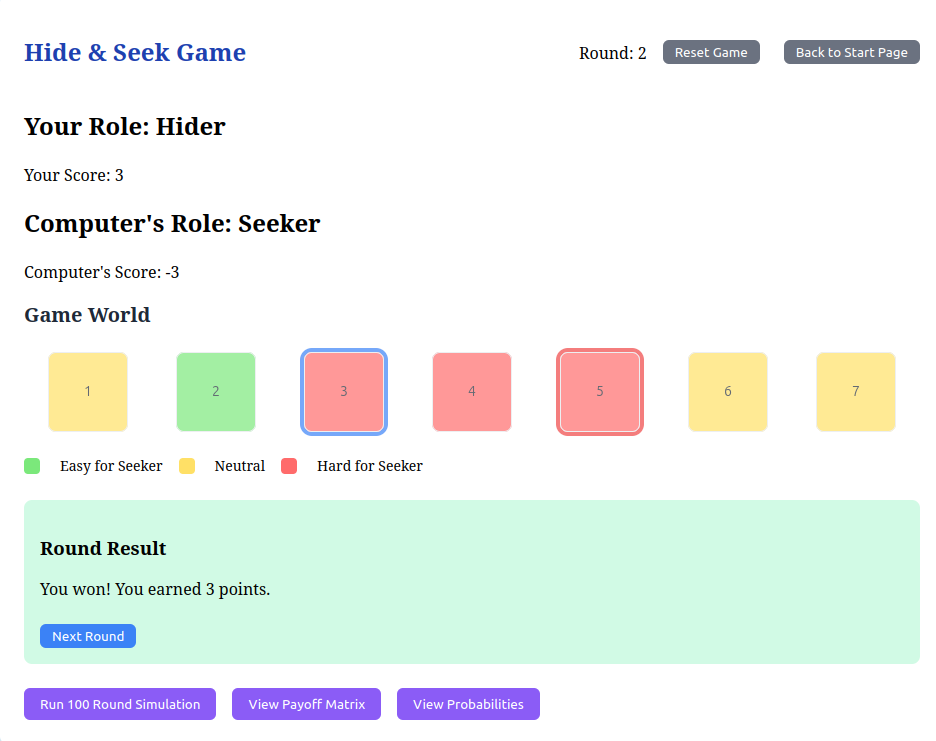 Hide & Seek Game
Round: 2
Reset Game
Back to Start Page
Your Role: Hider
Your Score: 3
Computer's Role: Seeker
Computer's Score: -3
Game World
1 2 3 4 5 6 7
Easy for Seeker Neutral Hard for Seeker
Round Result
You won! You earned 3 points.
Next Round
Run 100 Round Simulation View Payoff Matrix View Probabilities